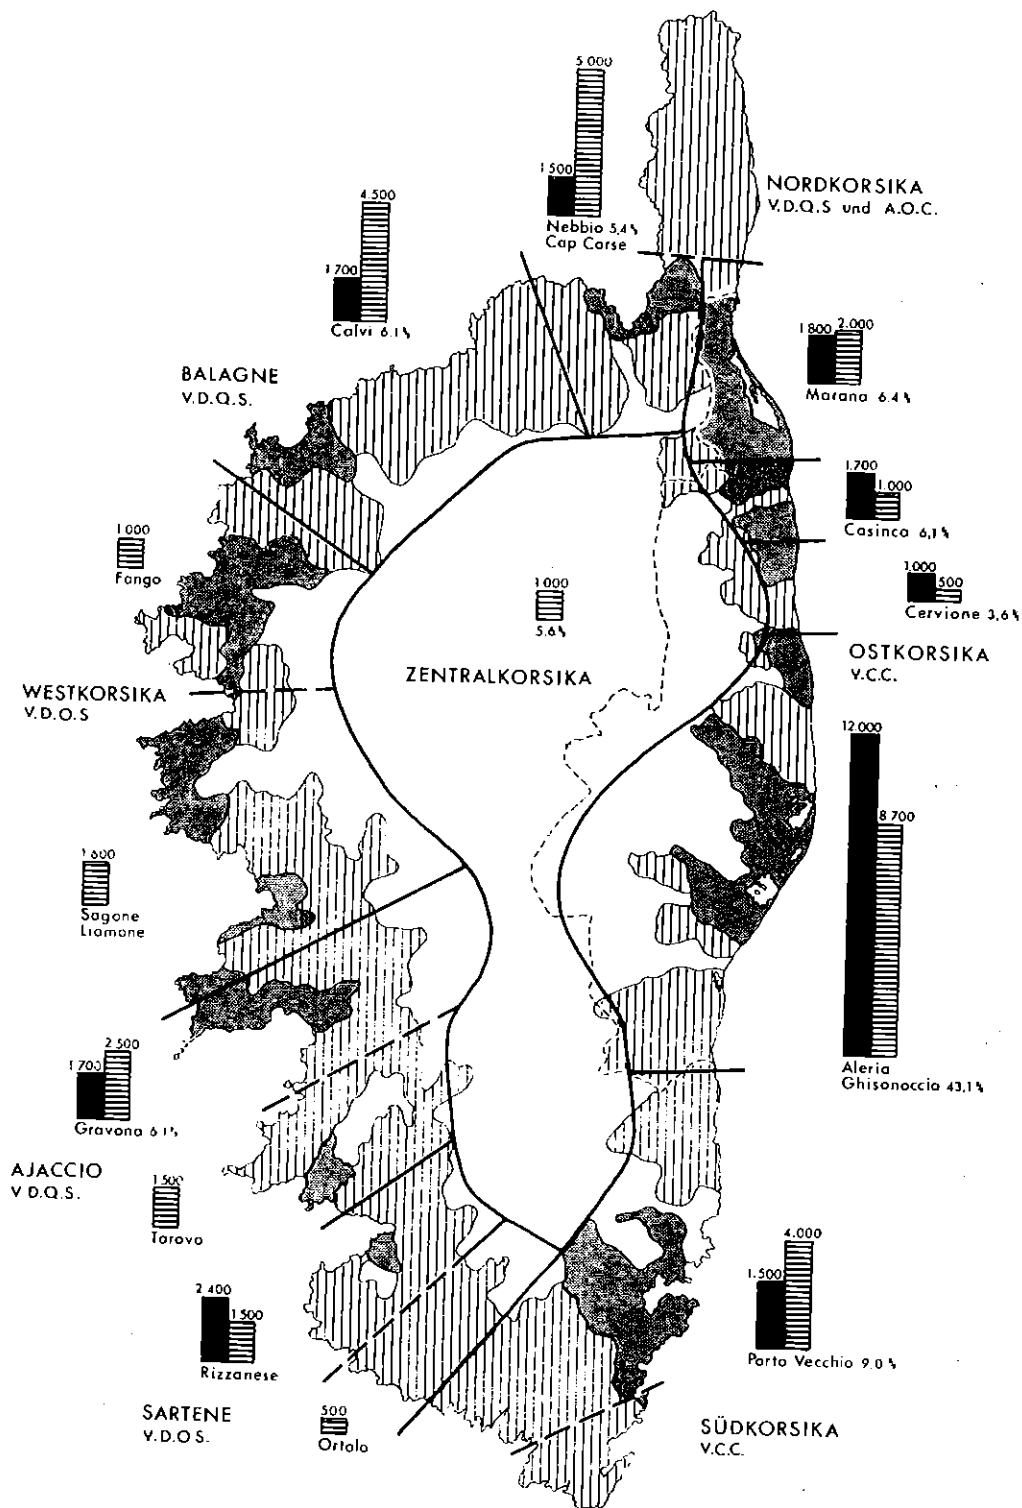 5 000
1 500
Nebbio 5,4%
Cap Corse
NORDKORSIKA
V.D.Q.S und A.O.C.
4.500
1 700
Calvi 6.1%
BALAGNE
V.D.Q.S.
1 800
2.000
Marana 6.4%
1.700
1.000
Casinca 6,1%
1 000
Fango
1 000
5.6%
1.000
500
Cervione 3,6%
ZENTRALKORSIKA
OSTKORSIKA
V.C.C.
WESTKORSIKA
V.D.O.S
12.000
8 700
Aleria
Ghisonoccia 43,1%
1 600
Sagone
Liamone
2 500
1 700
Gravona 6.1%
AJACCIO
V D.Q.S.
1 500
Tarovo
4.000
1.500
Porto Vecchio 9.0%
2 400
1 500
Rizzanese
SARTENE
V.D.O S.
500
Ortolo
SÜDKORSIKA
V.C.C.